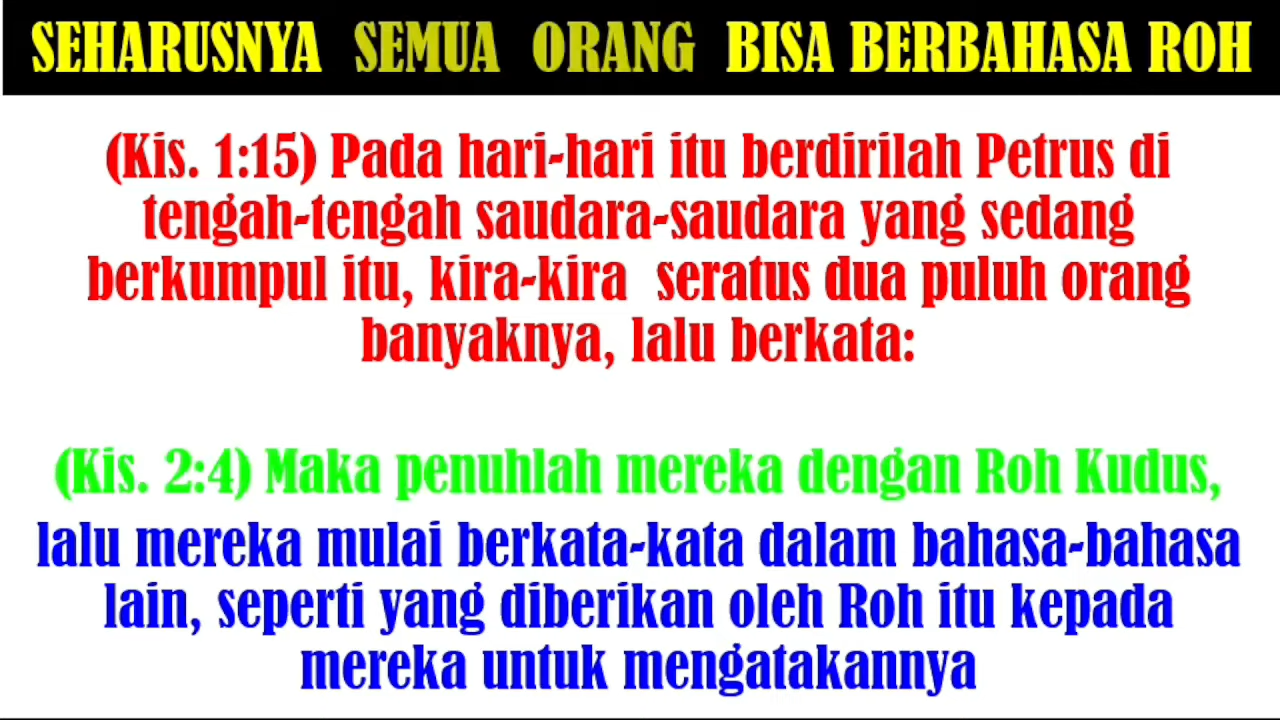 SEHARUSNYA SEMUA ORANG BISA BERBAHASA ROH
(Kis. 1:15) Pada hari-hari itu berdirilah Petrus di
tengah-tengah saudara-saudara yang sedang
berkumpul itu, kira-kira seratus dua puluh orang
banyaknya, lalu berkata:
(Kis. 2:4) Maka penuhlah mereka dengan Roh Kudus,
lalu mereka mulai berkata-kata dalam bahasa-bahasa
lain, seperti yang diberikan oleh Roh itu kepada
mereka untuk mengatakannya